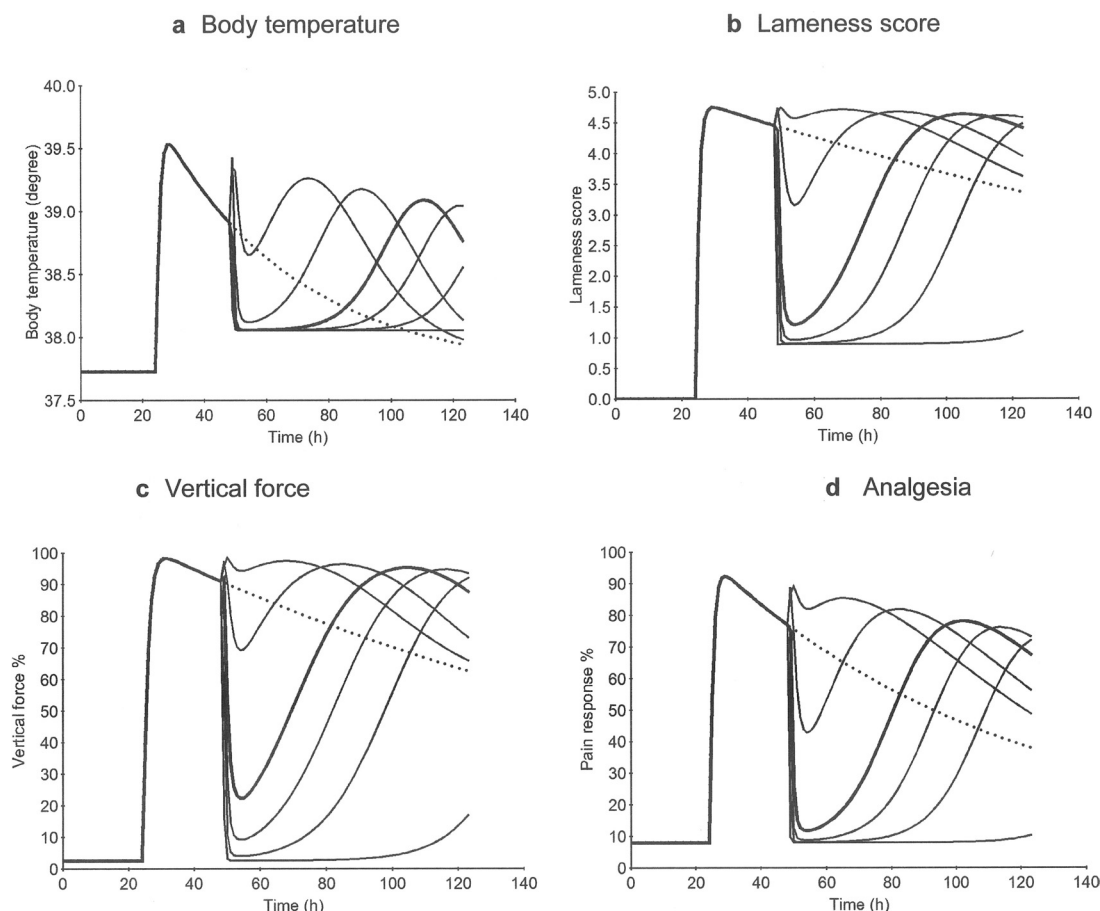 a Body temperature
b Lameness score
40.0
39.5
39.0
38.5
38.0
37.5
Body temperature (degree)
0 20 40 60 80 100 120 140
Time (h)
5.0
4.5
4.0
3.5
3.0
2.5
2.0
1.5
1.0
0.5
0.0
Lameness score
0 20 40 60 80 100 120 140
Time (h)
c Vertical force
d Analgesia
100
90
80
70
60
50
40
30
20
10
0
Vertical force %
0 20 40 60 80 100 120 140
Time (h)
100
90
80
70
60
50
40
30
20
10
0
Pain response %
0 20 40 60 80 100 120 140
Time (h)